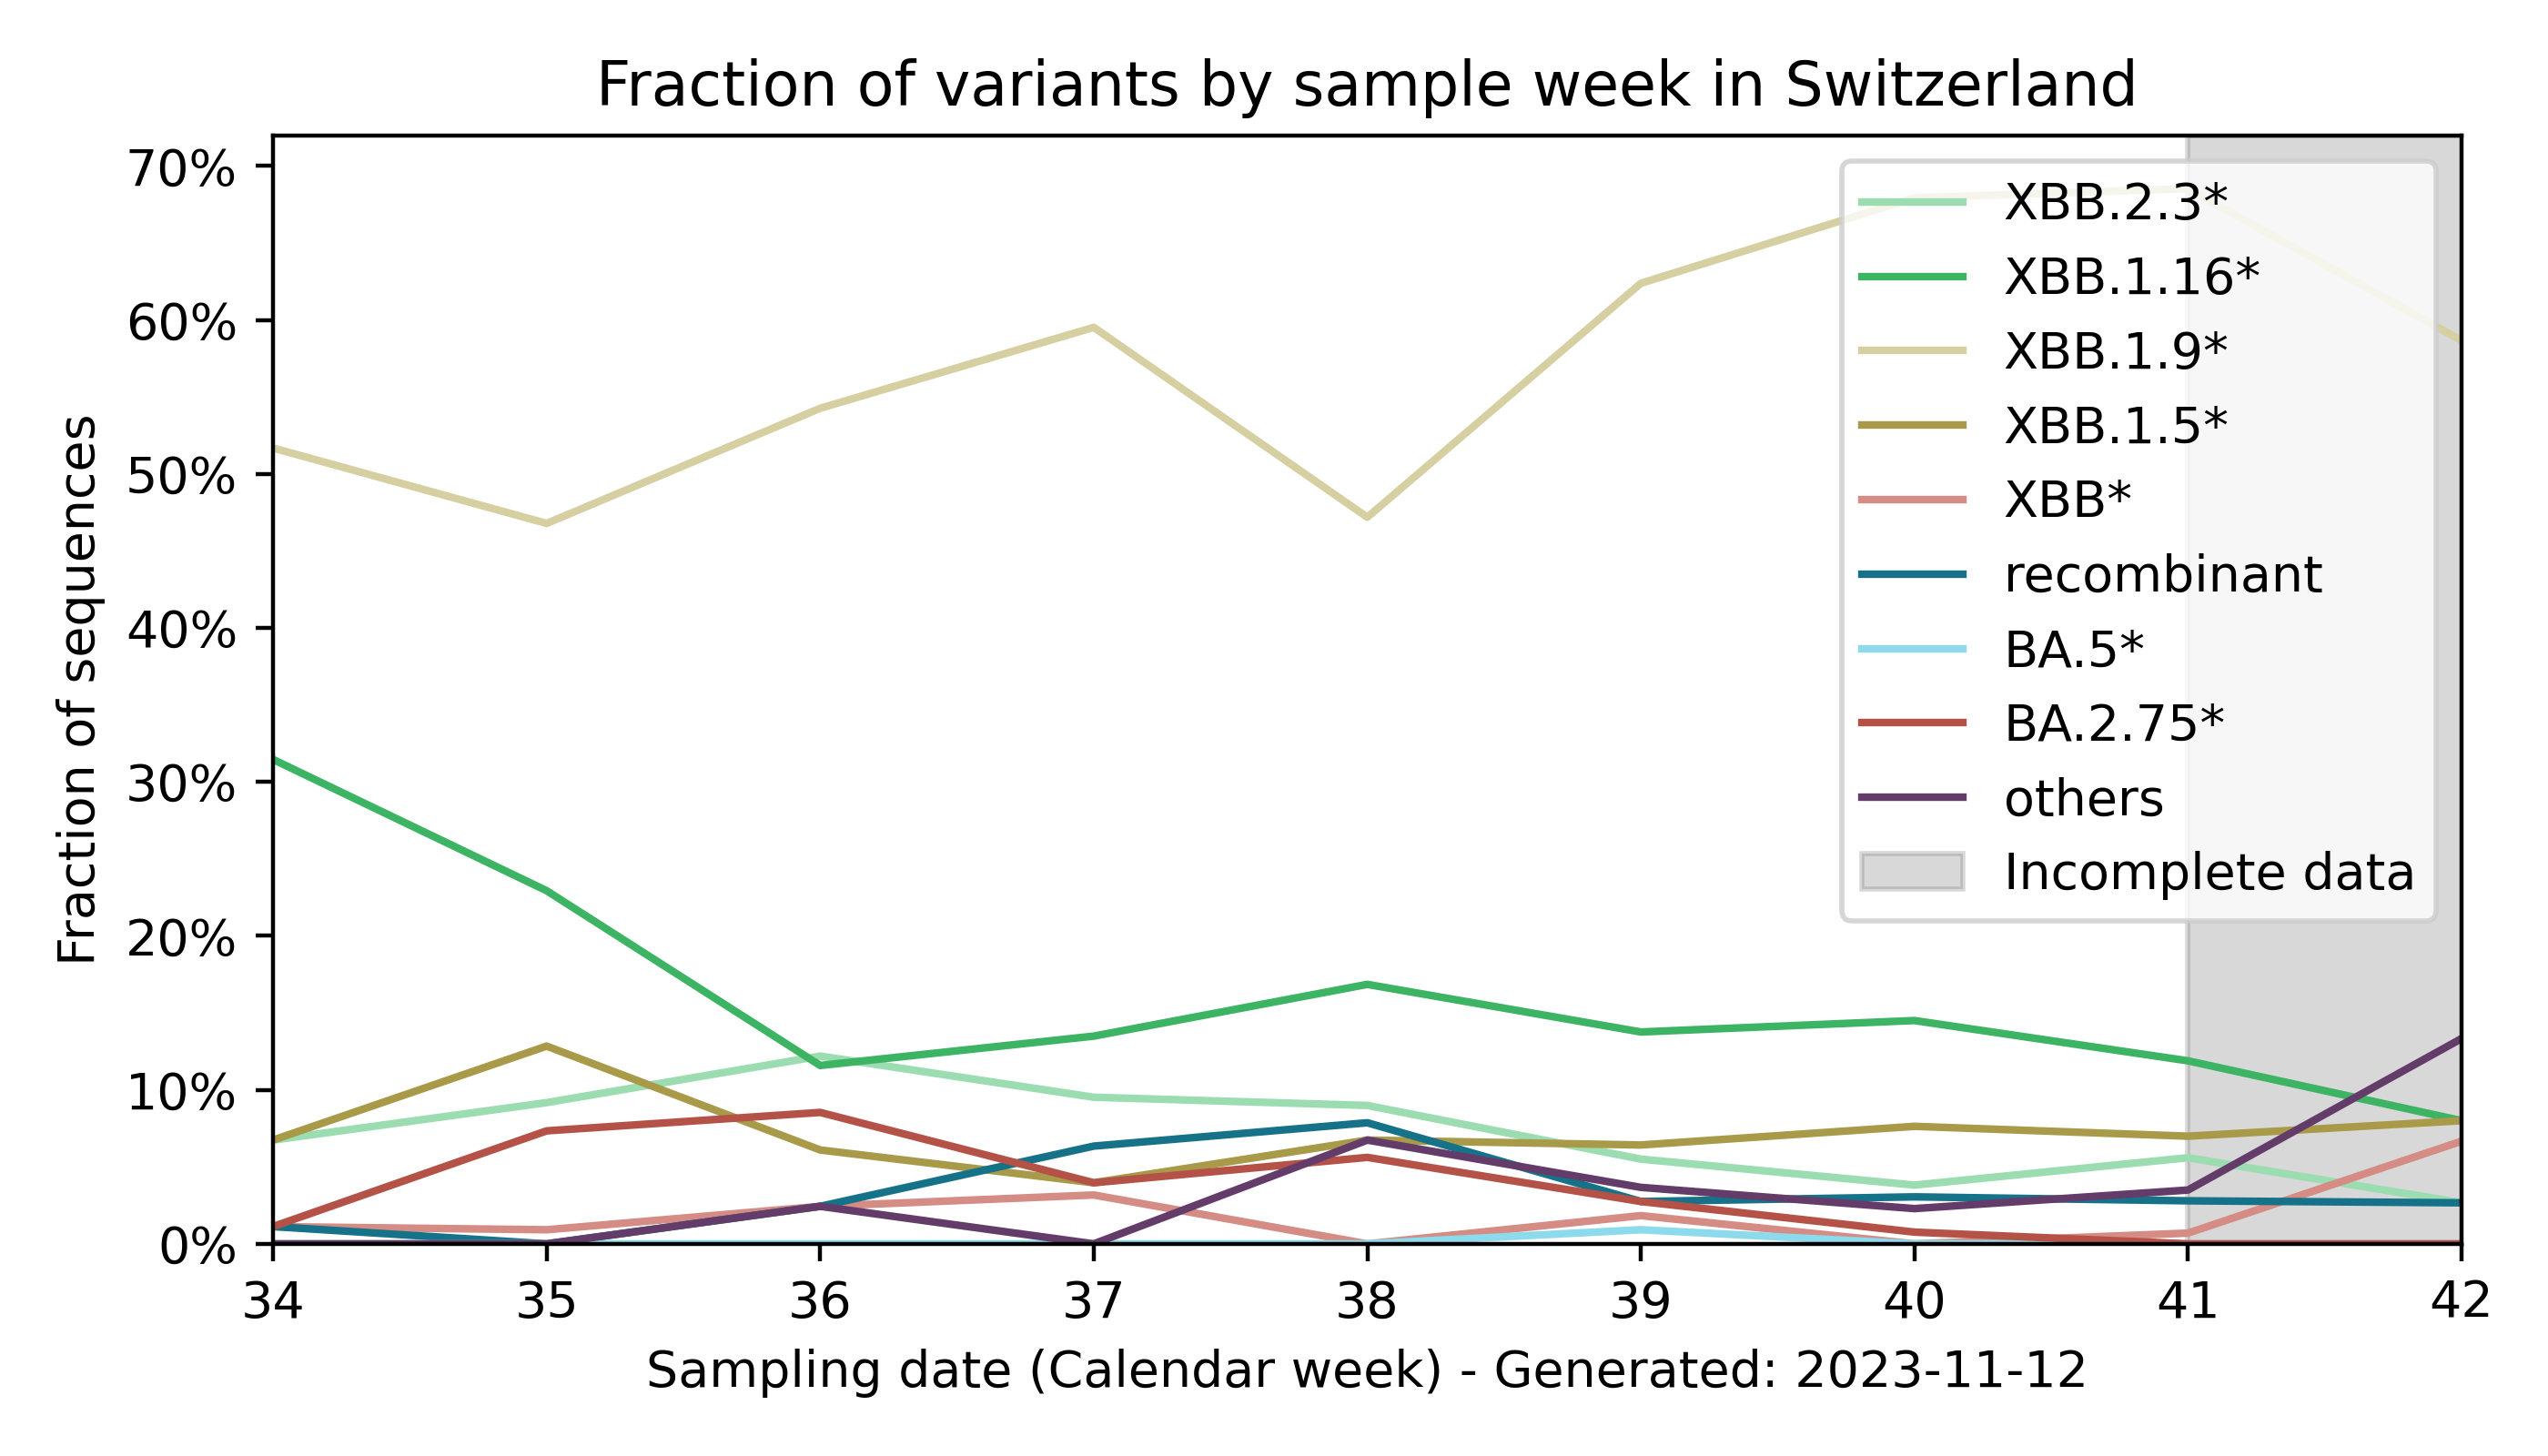 Fraction of variants by sample week in Switzerland
Fraction of sequences
70%
60%
50%
40%
30%
20%
10%
0%
XBB.2.3*
XBB.1.16*
XBB.1.9*
XBB.1.5*
XBB*
recombinant
BA.5*
BA.2.75*
others
Incomplete data
34 35 36 37 38 39 40 41 42
Sampling date (Calendar week) - Generated: 2023-11-12